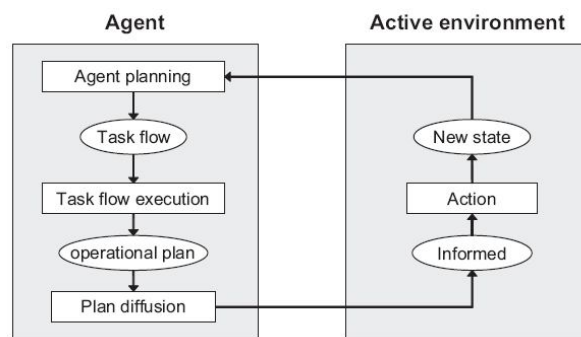 Agent
Active environment
Agent planning
Task flow
Task flow execution
operational plan
Plan diffusion
New state
Action
Informed